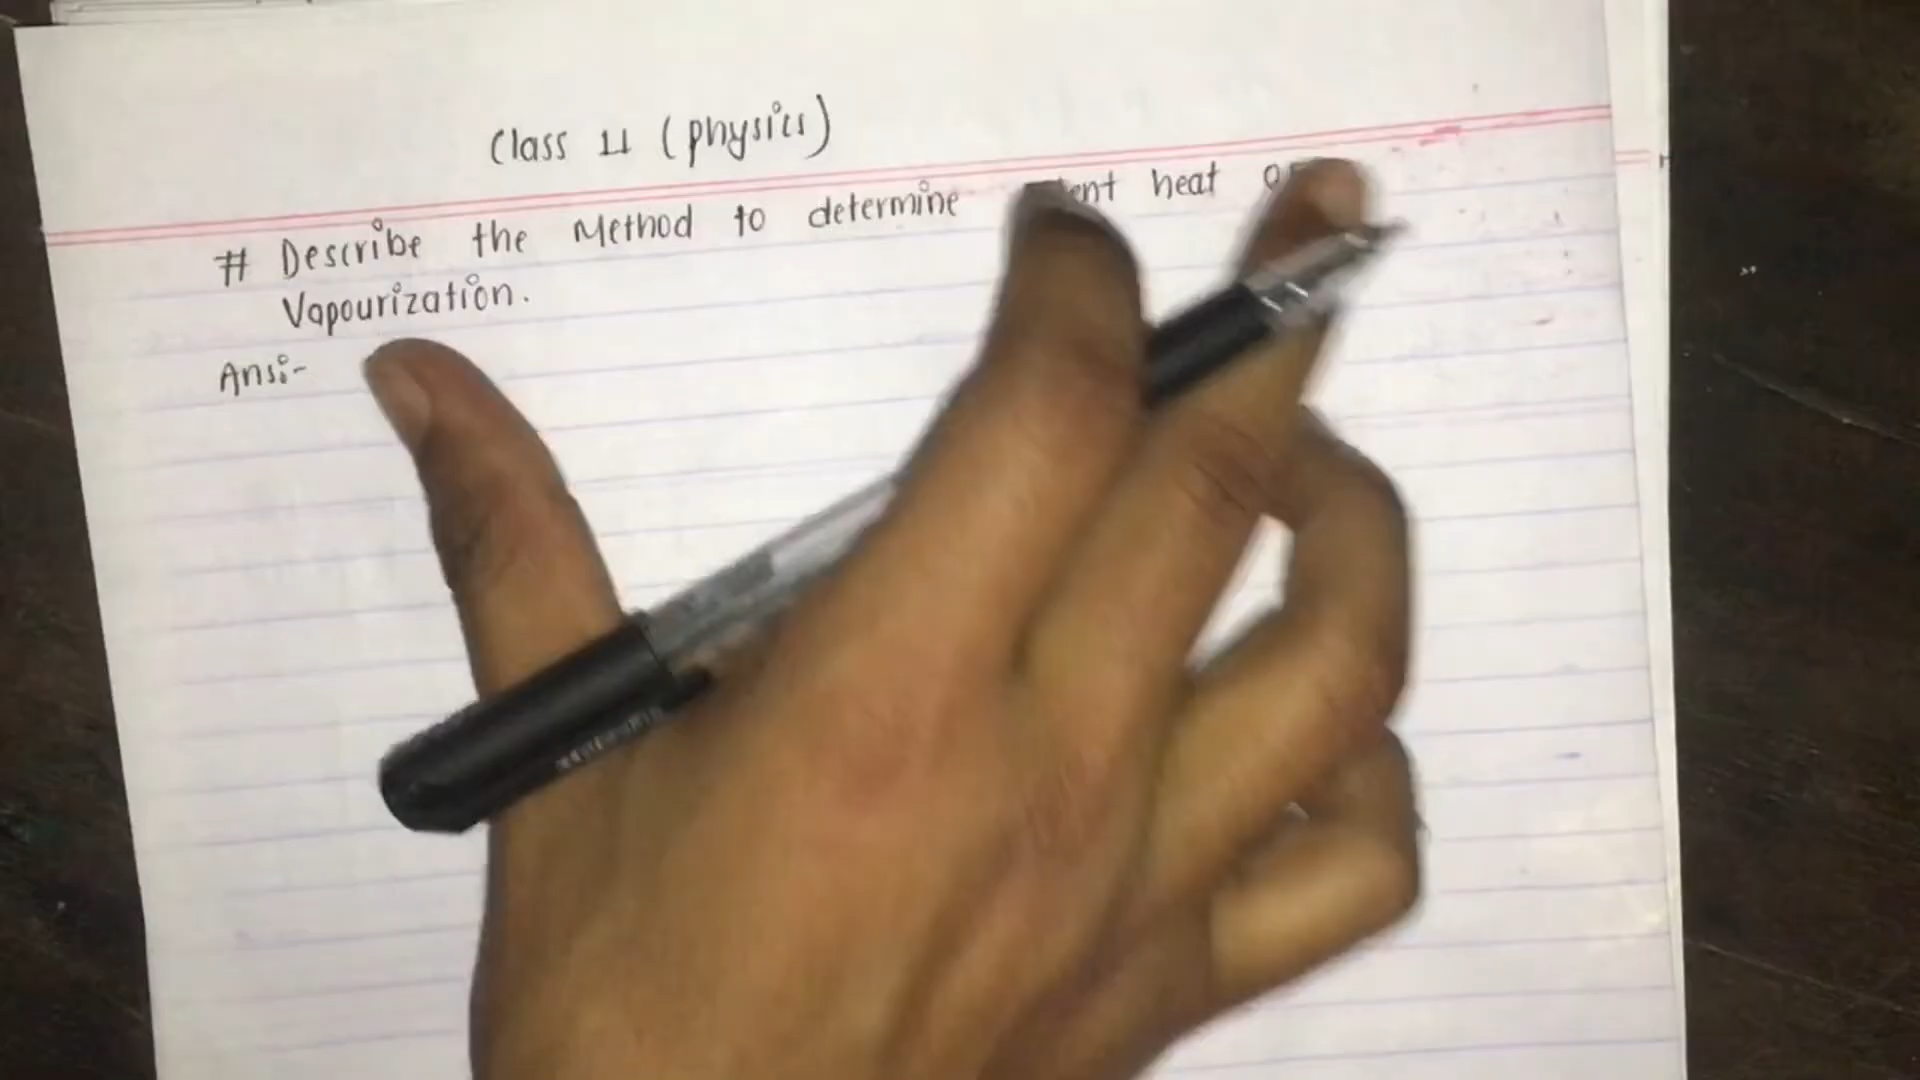 Class 11 (physics)
# Describe the Method to determine heat
Vapourization.
Ans:-